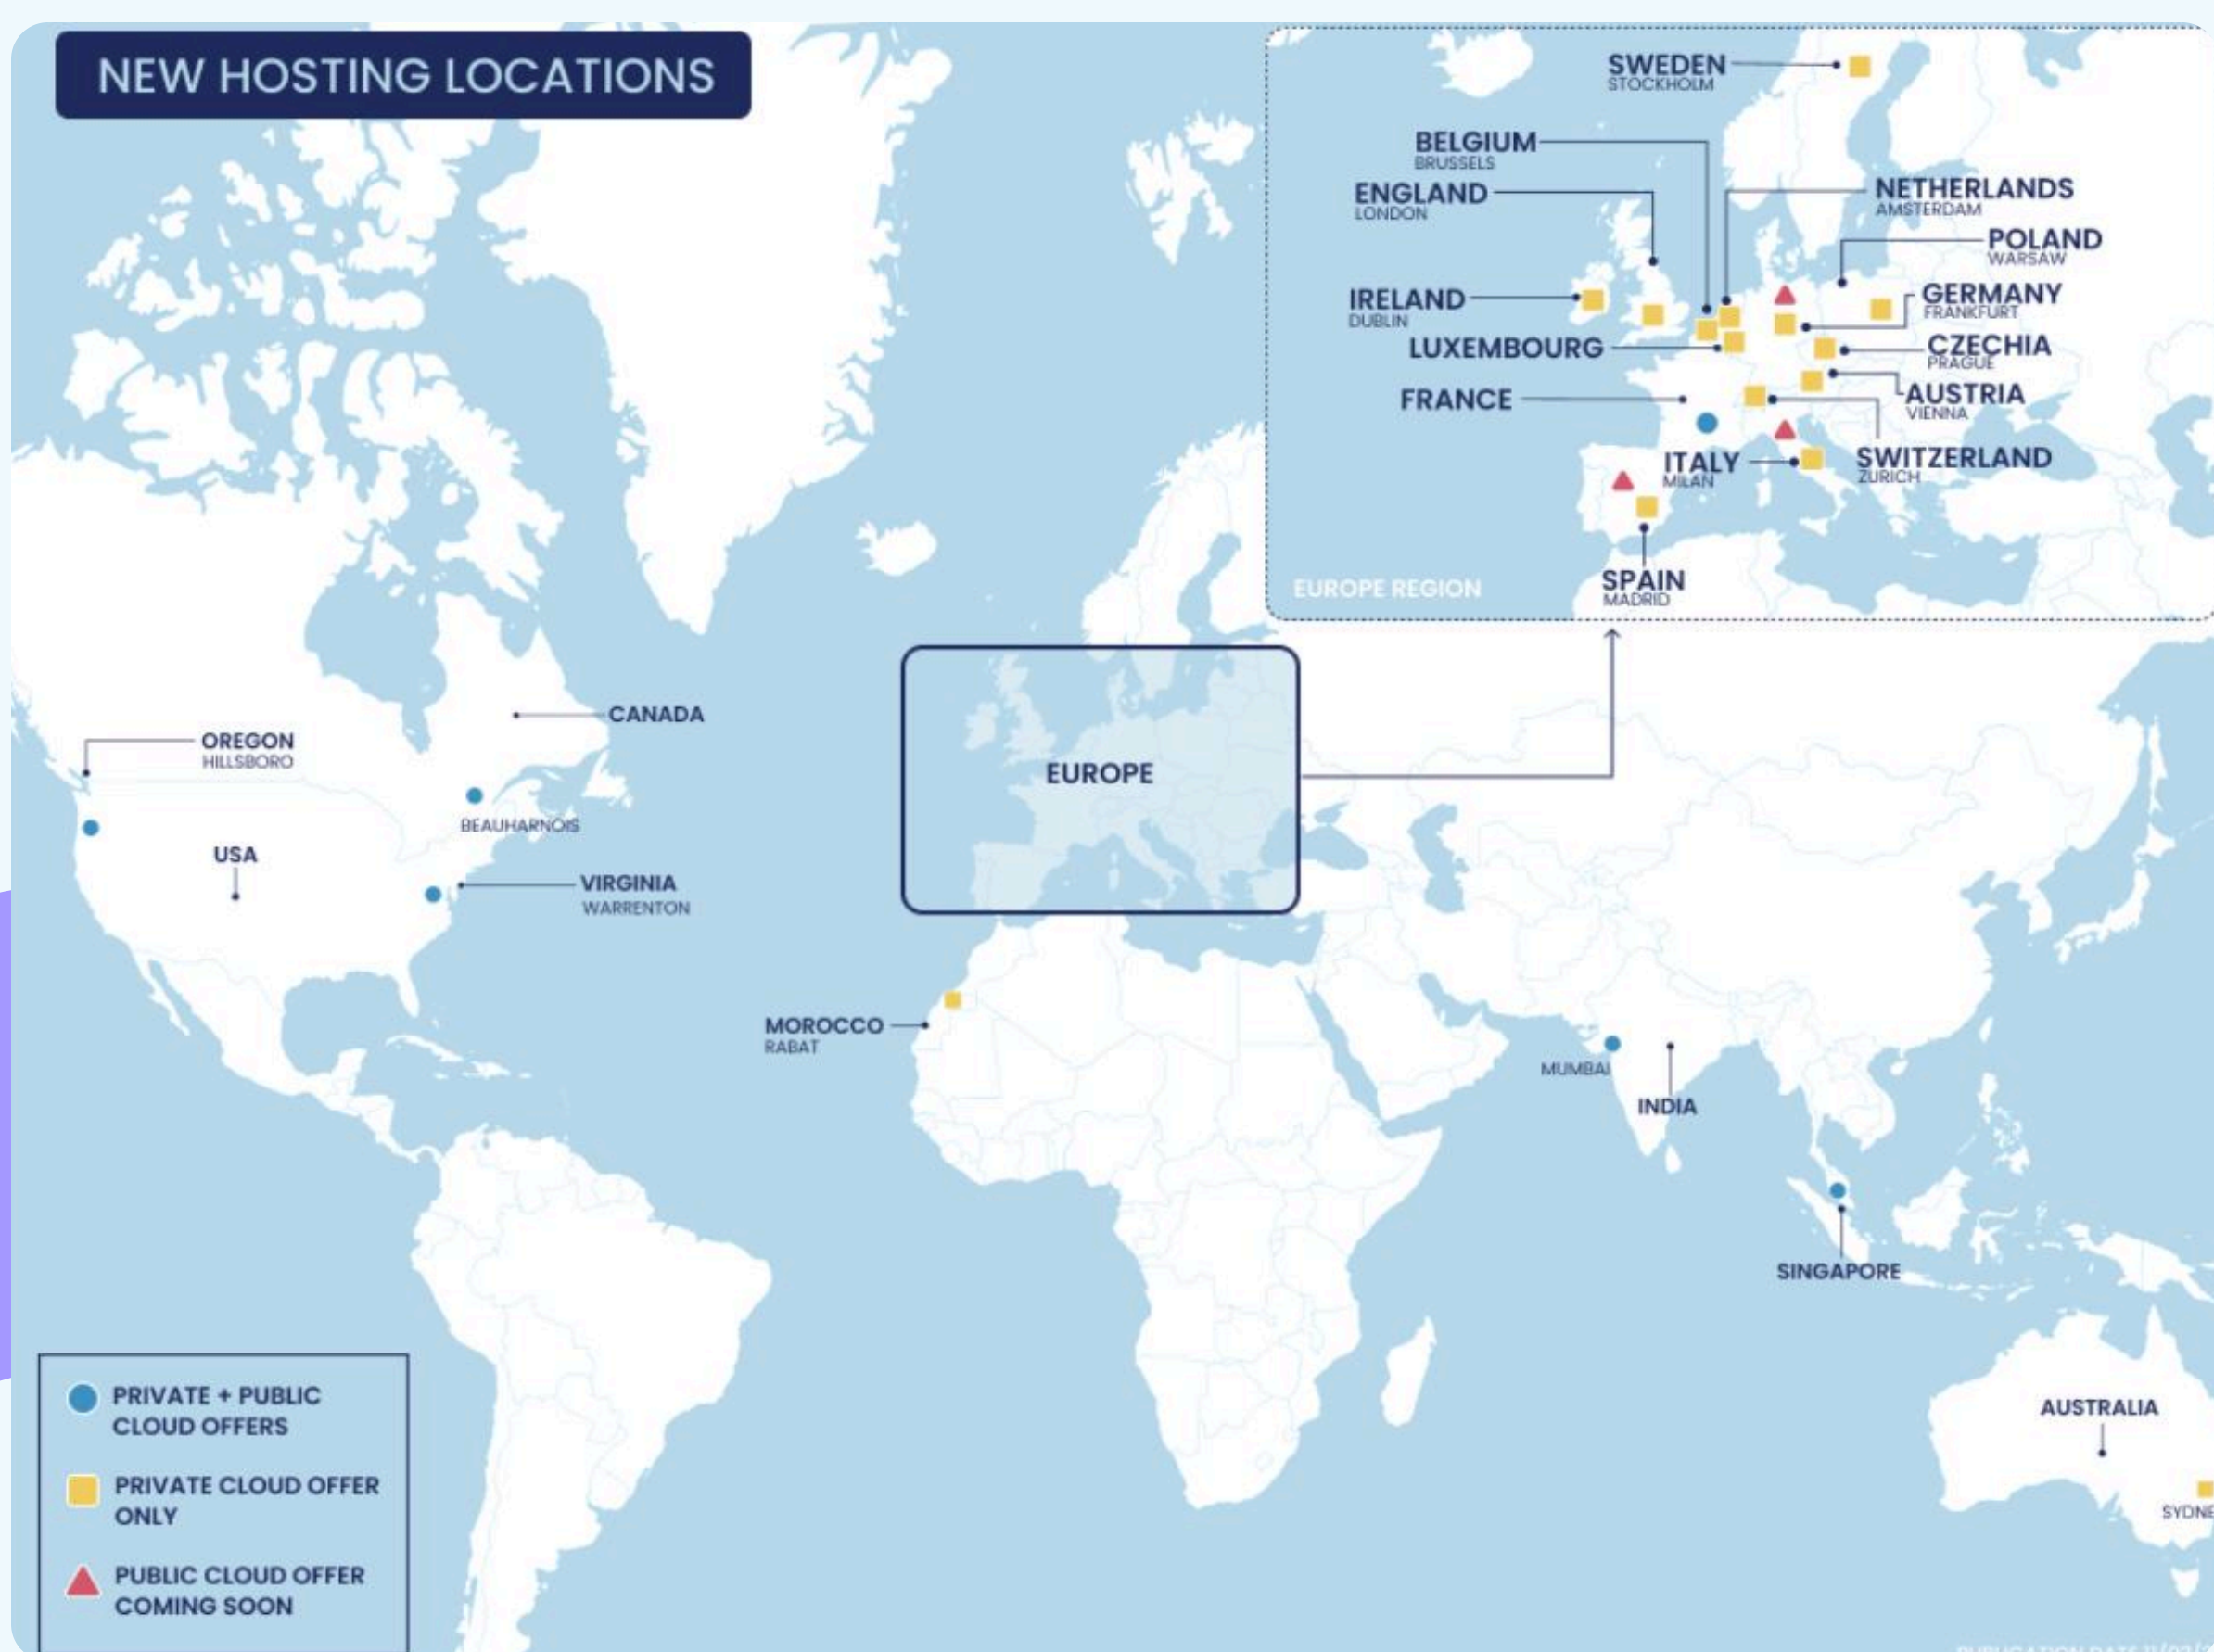 NEW HOSTING LOCATIONS
SWEDEN
STOCKHOLM
BELGIUM
BRUSSELS
ENGLAND
LONDON
NETHERLANDS
AMSTERDAM
POLAND
WARSAW
IRELAND
DUBLIN
GERMANY
FRANKFURT
LUXEMBOURG
CZECHIA
PRAGUE
FRANCE
AUSTRIA
VIENNA
ITALY
MILAN
SWITZERLAND
ZURICH
SPAIN
MADRID
EUROPE REGION
CANADA
OREGON
HILLSBORO
EUROPE
BEAUHARNOIS
USA
VIRGINIA
WARRENTON
MOROCCO
RABAT
MUMBAI
INDIA
SINGAPORE
AUSTRALIA
SYDNE
PRIVATE + PUBLIC
CLOUD OFFERS
PRIVATE CLOUD OFFER
ONLY
PUBLIC CLOUD OFFER
COMING SOON